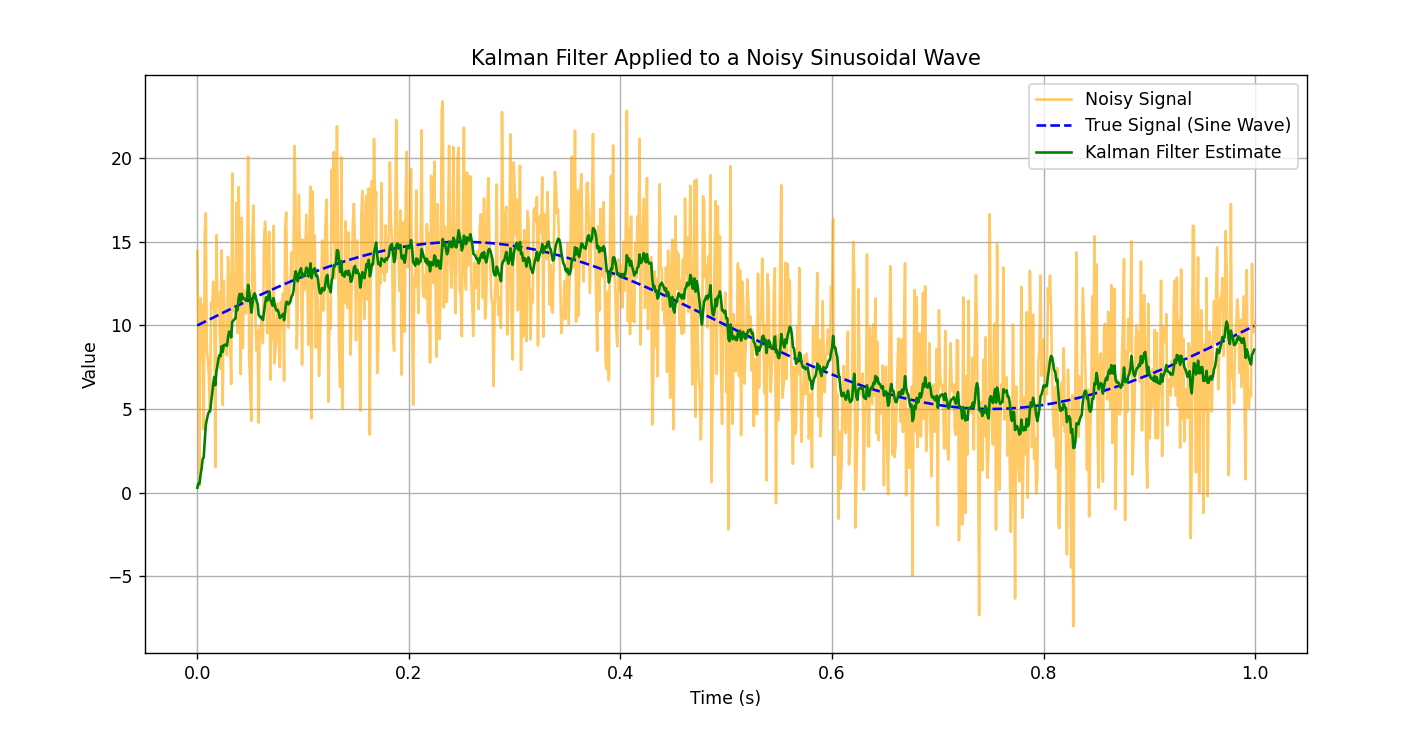 Kalman Filter Applied to a Noisy Sinusoidal Wave
Noisy Signal
True Signal (Sine Wave)
Kalman Filter Estimate
Value
20
15
10
5
0
−5
0.0
0.2
0.4
0.6
0.8
1.0
Time (s)